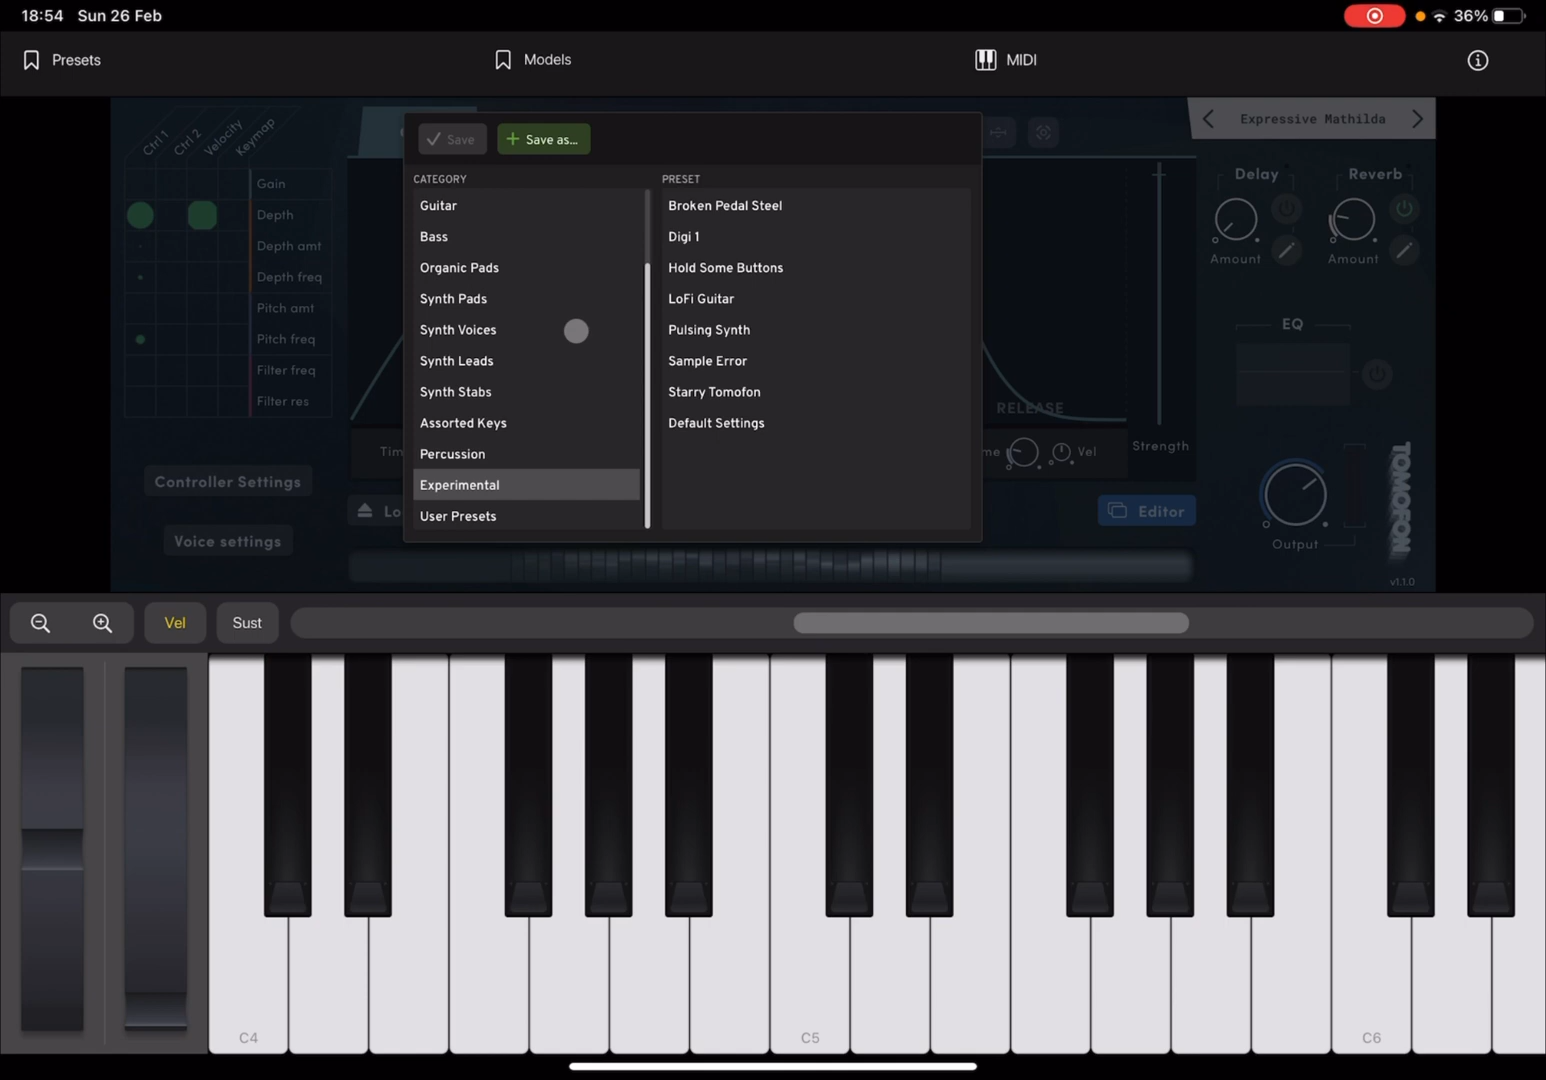 18:54 Sun 26 Feb
36%
Presets
Models
MIDI
Ctrl 1
Ctrl 2
Velocity
Keymap
Gain
Depth
Depth amt
Depth freq
Pitch amt
Pitch freq
Filter freq
Filter res
Controller Settings
Voice settings
Save
Save as...
CATEGORY
Guitar
Bass
Organic Pads
Synth Pads
Synth Voices
Synth Leads
Synth Stabs
Assorted Keys
Percussion
Experimental
User Presets
PRESET
Broken Pedal Steel
Digi 1
Hold Some Buttons
LoFi Guitar
Pulsing Synth
Sample Error
Starry Tomofon
Default Settings
Expressive Mathilda
Delay
Reverb
Amount
Amount
EQ
RELEASE
Vel
Strength
Editor
Output
TOMOFON
v1.1.0
Vel
Sust
C4
C5
C6